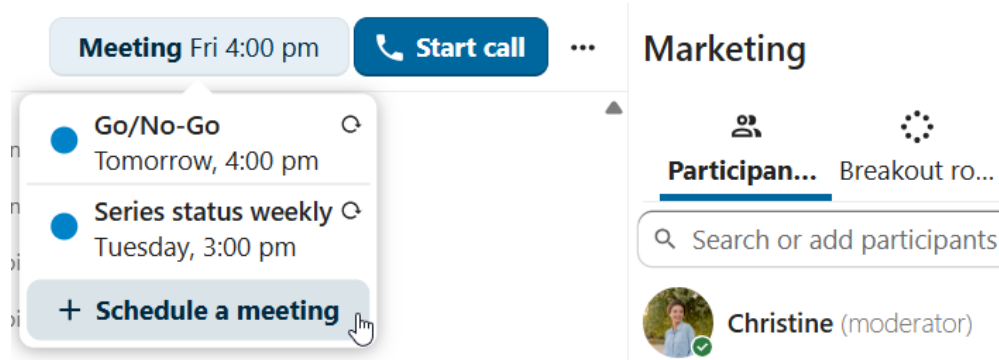 Meeting Fri 4:00 pm
Start call
Marketing
Go/No-Go
Tomorrow, 4:00 pm
Series status weekly
Tuesday, 3:00 pm
+ Schedule a meeting
Participan...
Breakout ro...
Search or add participants
Christine (moderator)